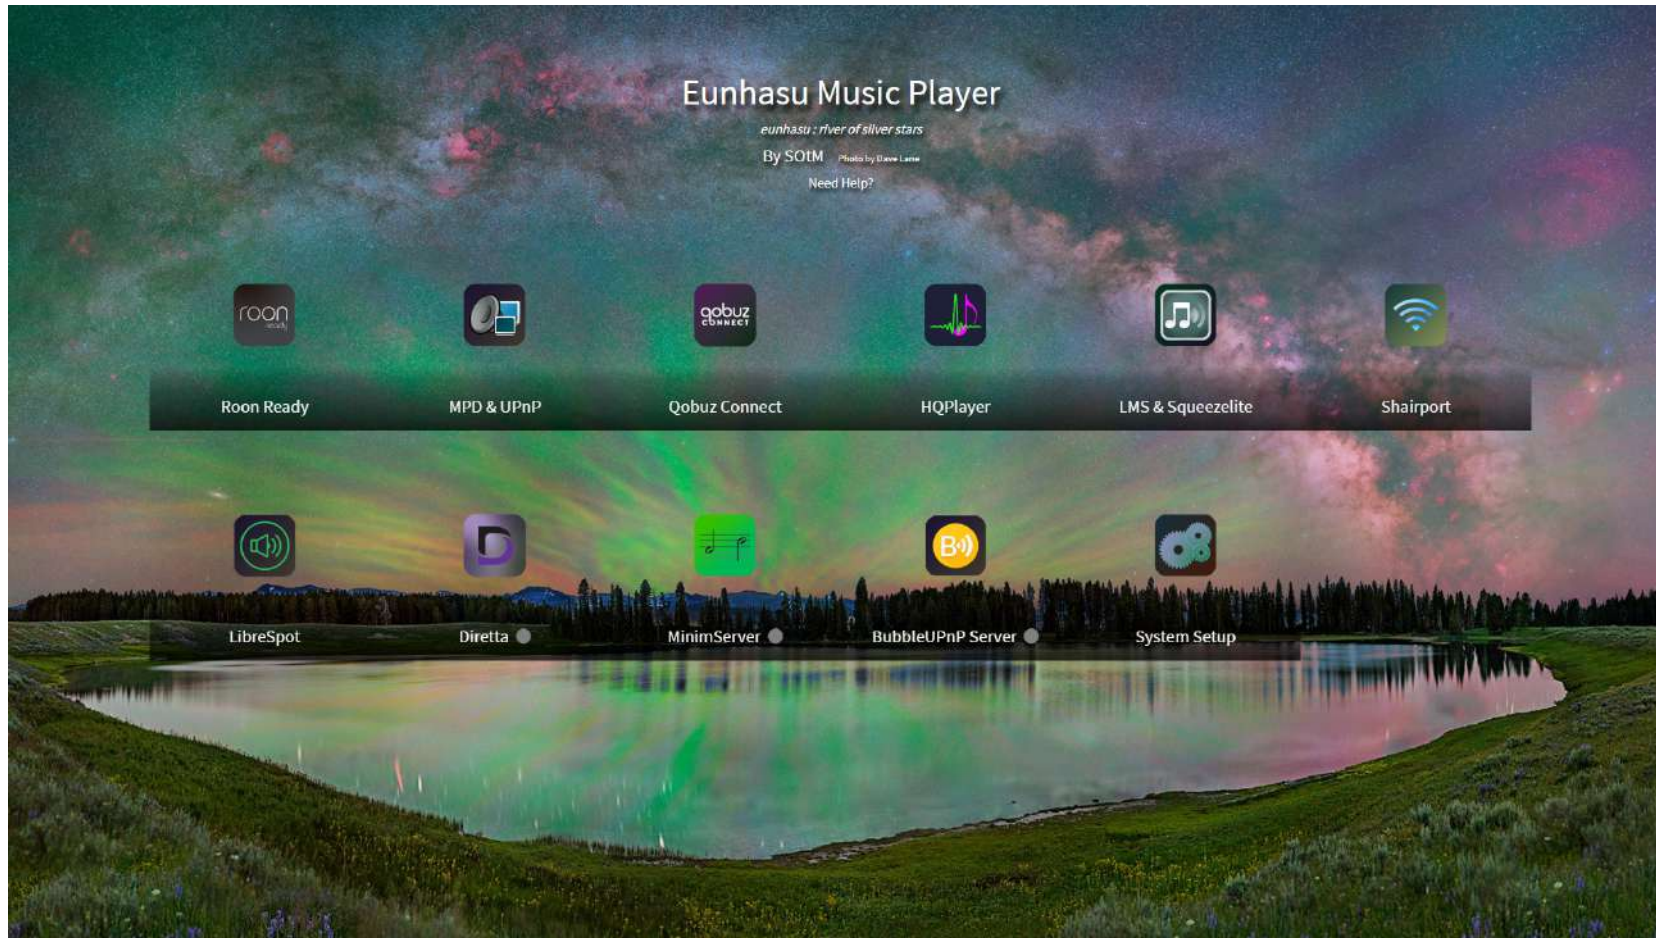 Eunhasu Music Player
eunhasu : river of silver stars
By SOtM Photo by Dave Lane
Need Help?
roon
ready
qobuz
CONNECT
Roon Ready MPD & UPnP Qobuz Connect HQPlayer LMS & Squeezelite Shairport
D B
LibreSpot Diretta MinimServer BubbleUPnP Server System Setup